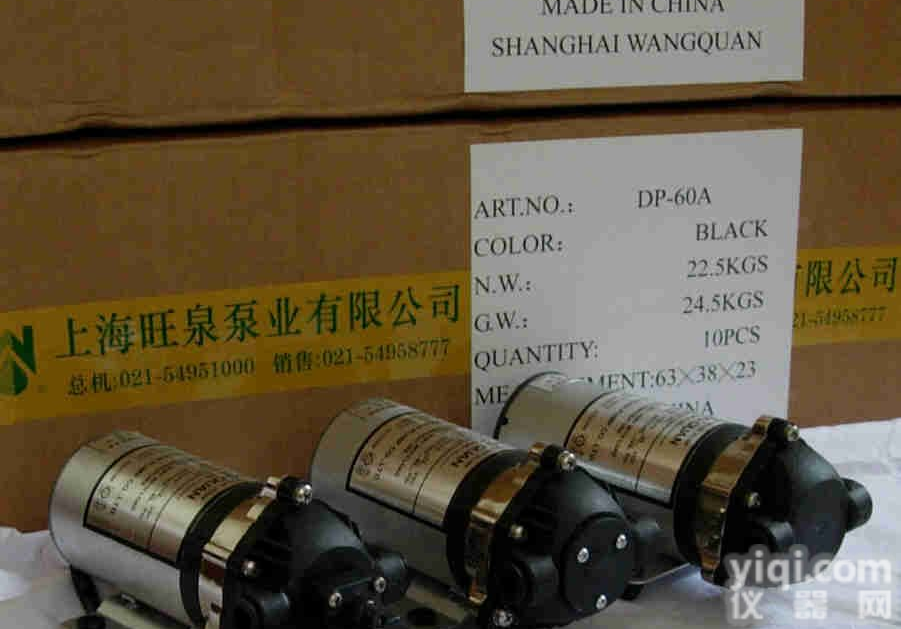 MADE IN CHINA
SHANGHAI WANGQUAN
ART.NO.: DP-60A
COLOR: BLACK
N.W.: 22.5KGS
G.W.: 24.5KGS
QUANTITY: 10PCS
MENT:63×38×23
上海旺泉泵业有限公司
总机:021-54951000 销售:021-54958777
有限公司
21-54958777
yiqi.com
仪器网